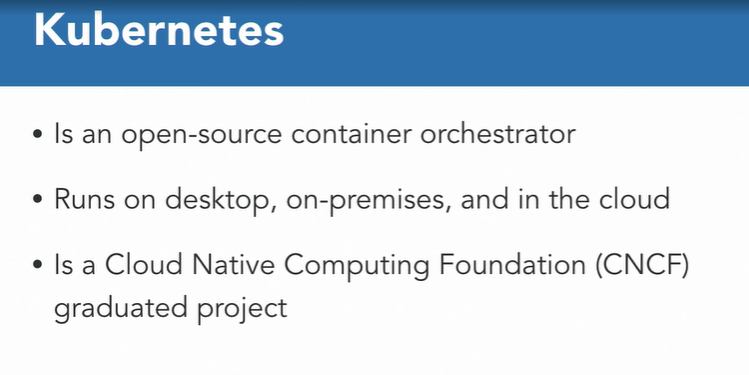 Kubernetes
• Is an open-source container orchestrator
• Runs on desktop, on-premises, and in the cloud
• Is a Cloud Native Computing Foundation (CNCF)
graduated project